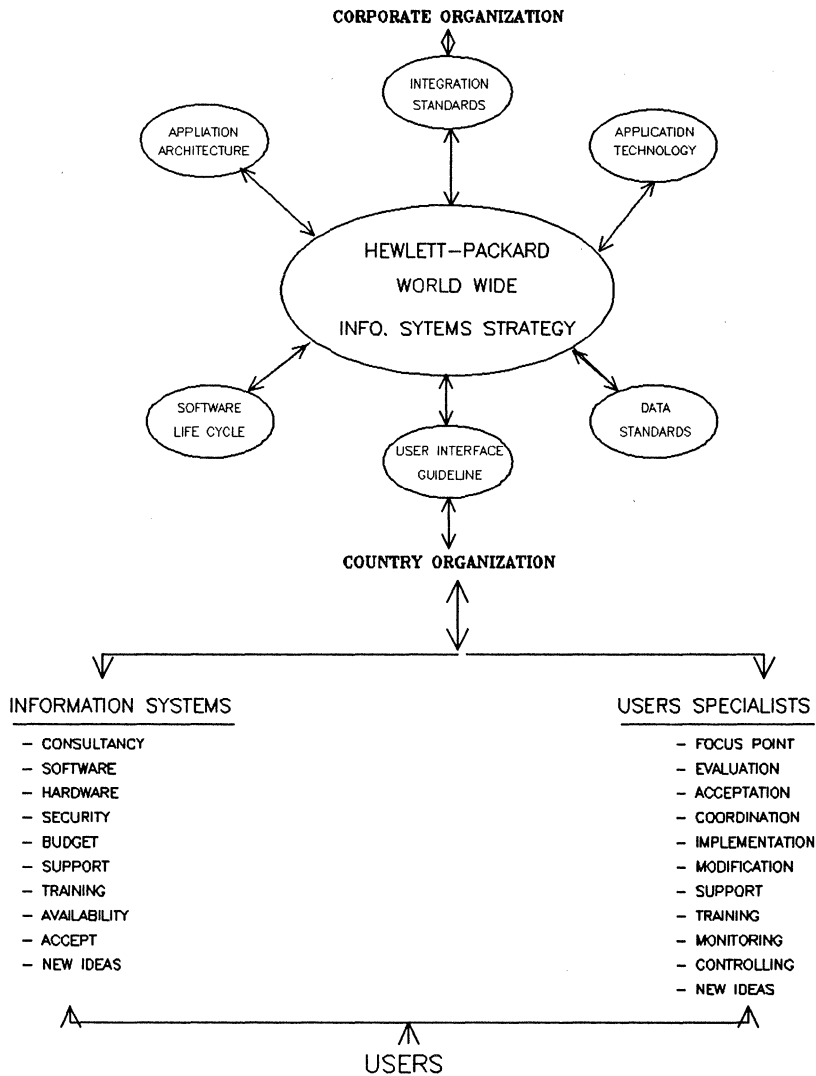 CORPORATE ORGANIZATION
INTEGRATION
STANDARDS
APPLIATION
ARCHITECTURE
APPLICATION
TECHNOLOGY
HEWLETT-PACKARD
WORLD WIDE
INFO. SYTEMS STRATEGY
SOFTWARE
LIFE CYCLE
DATA
STANDARDS
USER INTERFACE
GUIDELINE
COUNTRY ORGANIZATION
INFORMATION SYSTEMS
- CONSULTANCY
- SOFTWARE
- HARDWARE
- SECURITY
- BUDGET
- SUPPORT
- TRAINING
- AVAILABILITY
- ACCEPT
- NEW IDEAS
USERS SPECIALISTS
- FOCUS POINT
- EVALUATION
- ACCEPTATION
- COORDINATION
- IMPLEMENTATION
- MODIFICATION
- SUPPORT
- TRAINING
- MONITORING
- CONTROLLING
- NEW IDEAS
USERS